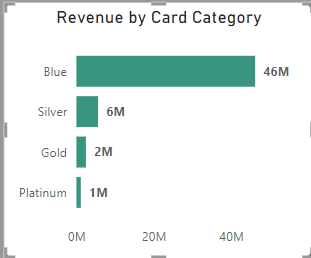 Revenue by Card Category
Blue 46M
Silver 6M
Gold 2M
Platinum 1M
0M 20M 40M